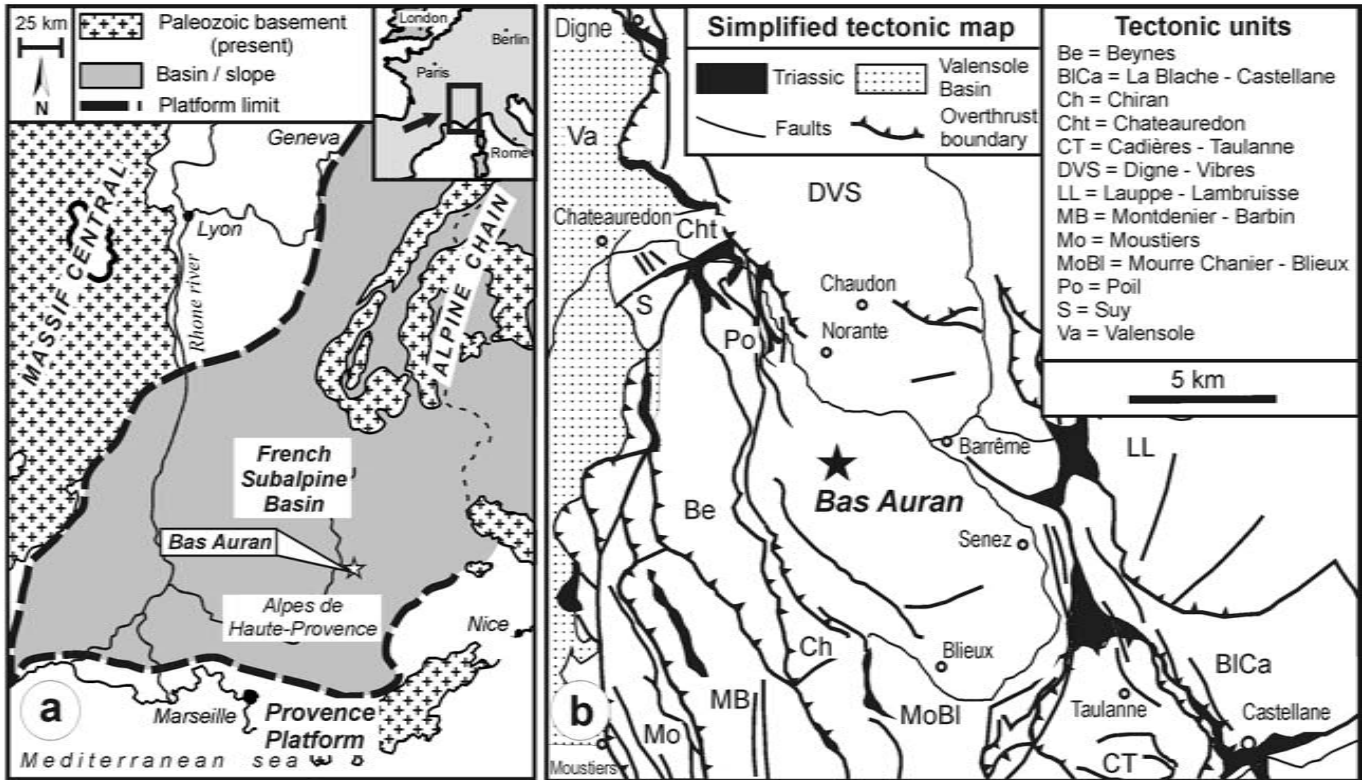 25 km
N
Paleozoic basement
(present)
Basin / slope
Platform limit
London
Berlin
Paris
Rome
Geneva
MASSIF CENTRAL
Lyon
Rhone river
ALPINE CHAIN
French
Subalpine
Basin
Bas Auran
Alpes de
Haute-Provence
Nice
a
Marseille
Provence
Platform
Mediterranean sea
Digne
Simplified tectonic map
Triassic
Valensole
Basin
Faults
Overthrust
boundary
Tectonic units
Be = Beynes
BlCa = La Blache - Castellane
Ch = Chiran
Cht = Chateauredon
CT = Cadières - Taulanne
DVS = Digne - Vibres
LL = Lauppe - Lambruisse
MB = Montdenier - Barbin
Mo = Moustiers
MoBl = Mourre Chanier - Blieux
Po = Poil
S = Suy
Va = Valensole
5 km
Va
DVS
Chateauredon
Cht
S
Chaudon
Norante
Po
Barrême
LL
Bas Auran
Be
Senez
Ch
Blieux
BlCa
MB
MoBl
Taulanne
Castellane
Mo
CT
b
Moustiers